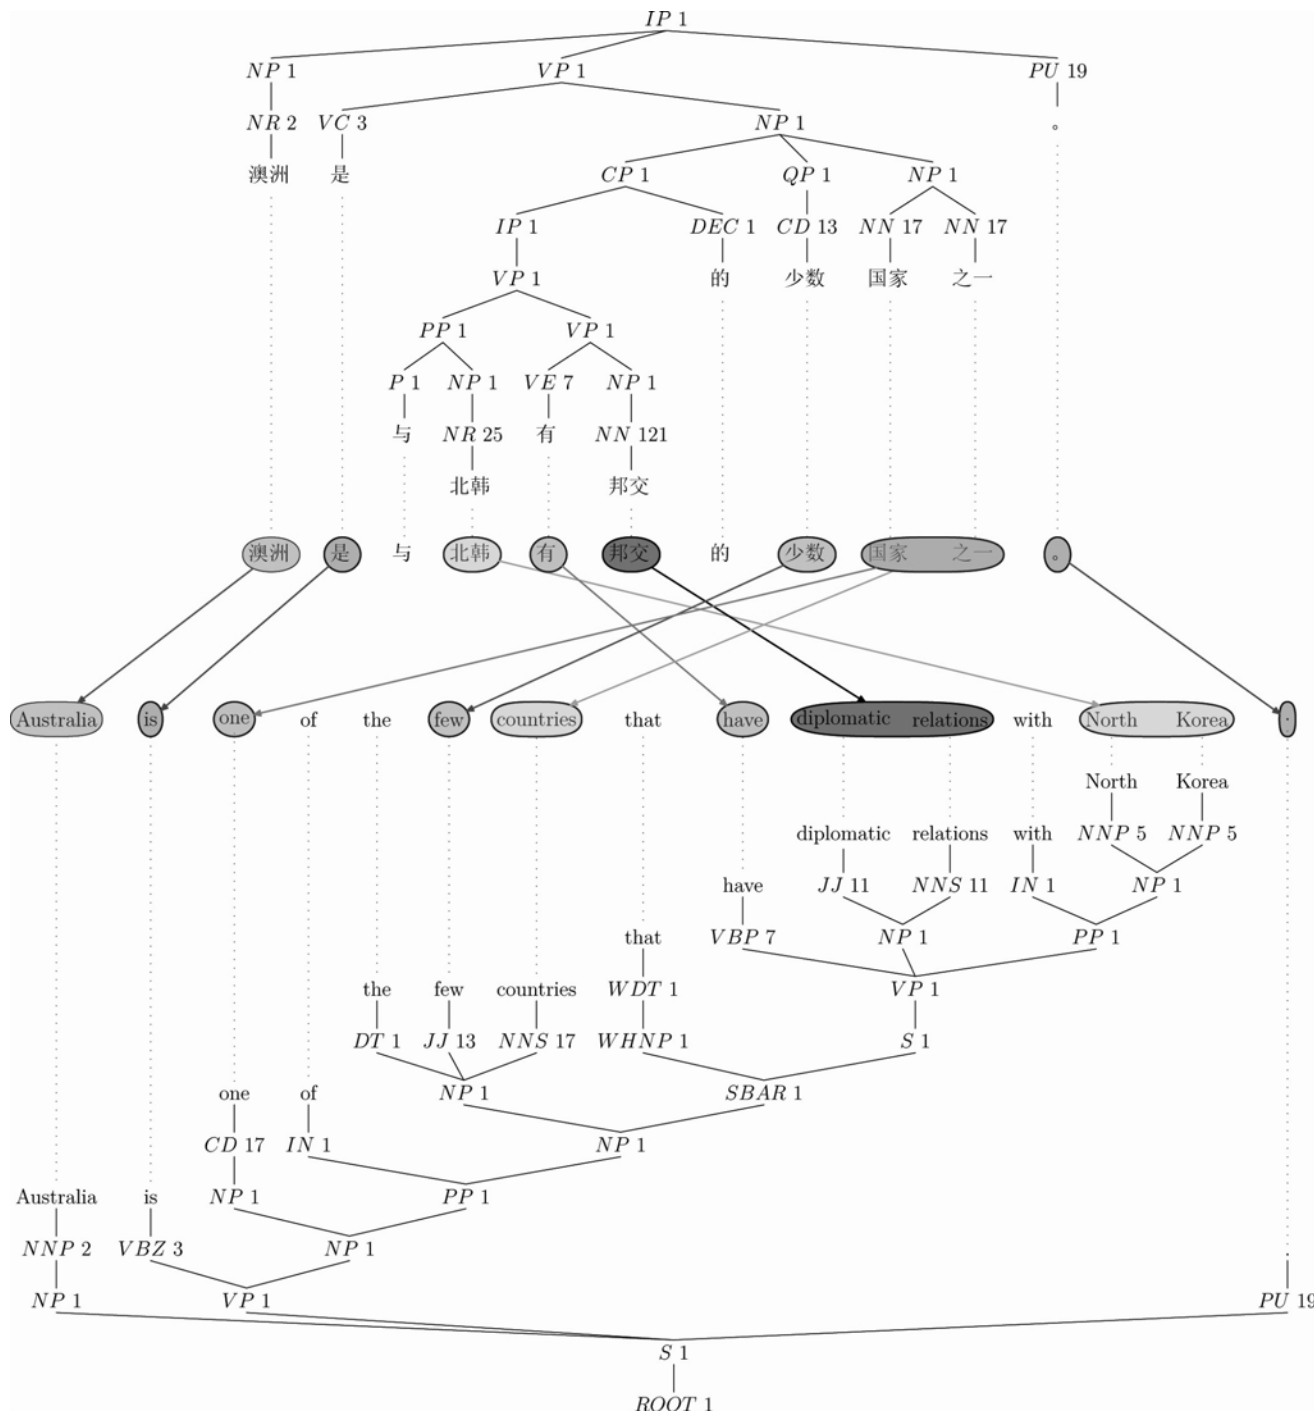 IP 1
NP 1 VP 1 PU 19
NR 2 VC 3 NP 1 。
澳洲 是 CP 1 QP 1 NP 1
IP 1 DEC 1 CD 13 NN 17 NN 17
VP 1 的 少数 国家 之一
PP 1 VP 1
P 1 NP 1 VE 7 NP 1
与 NR 25 有 NN 121
北韩 邦交
澳洲 是 与 北韩 有 邦交 的 少数 国家 之一 。
Australia is one of the few countries that have diplomatic relations with North Korea .
North Korea
diplomatic relations with NNP 5 NNP 5
have JJ 11 NNS 11 IN 1 NP 1
that VBP 7 NP 1 PP 1
the few countries WDT 1 VP 1
DT 1 JJ 13 NNS 17 WHNP 1 S 1
one of NP 1 SBAR 1
CD 17 IN 1 NP 1
Australia is NP 1 PP 1
NNP 2 VBZ 3 NP 1 .
NP 1 VP 1 PU 19
S 1
ROOT 1